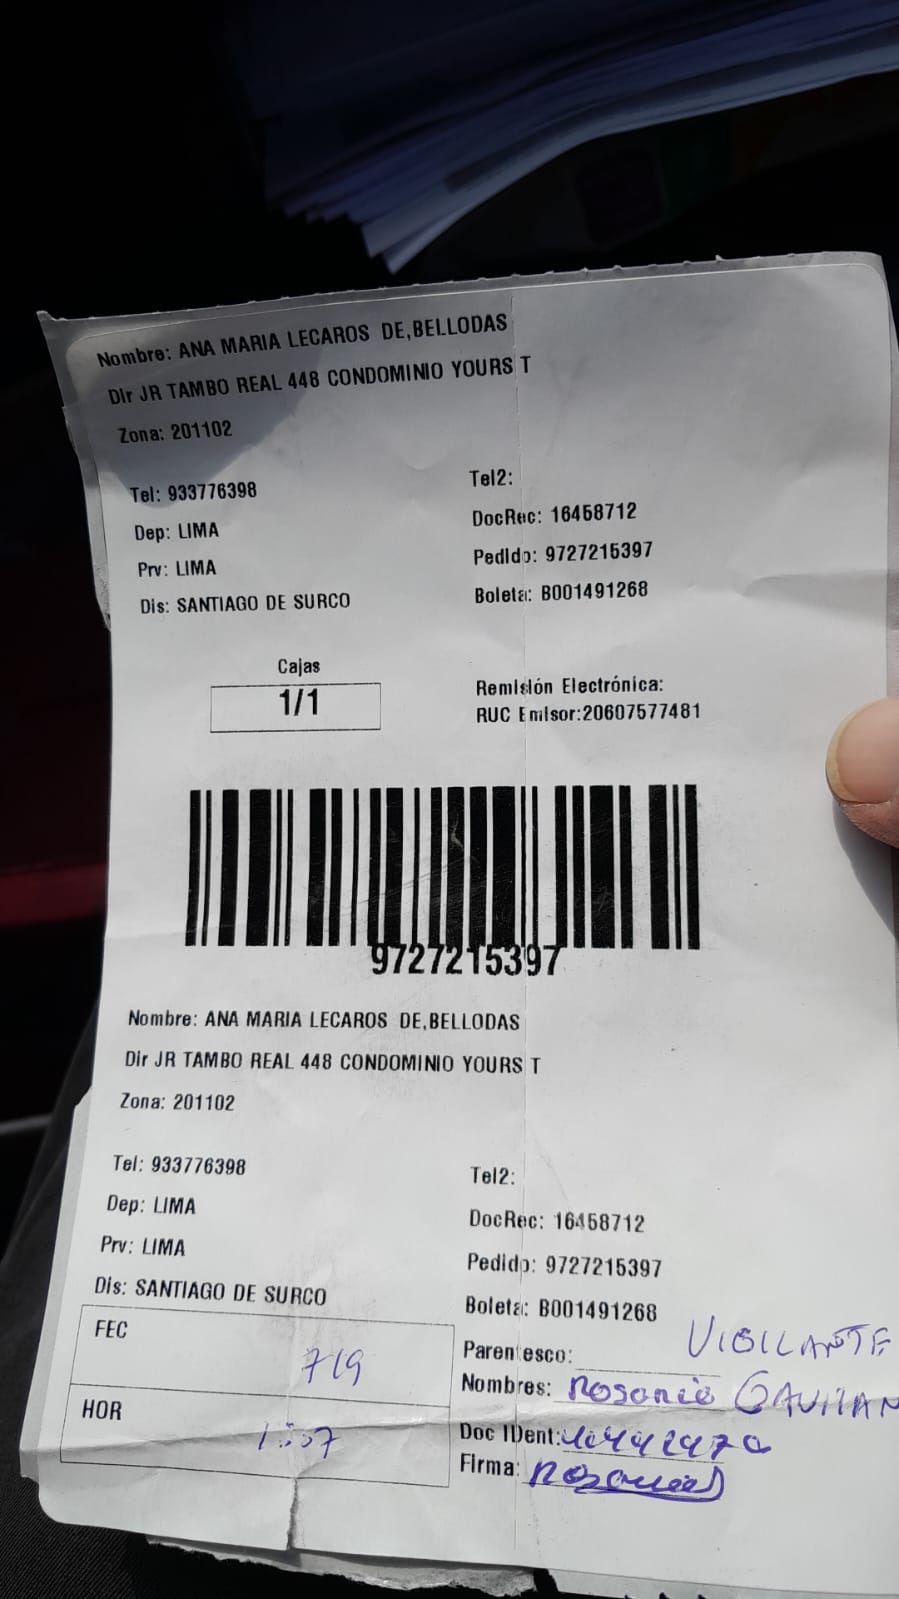 Nombre: ANA MARIA LECAROS DE,BELLODAS
Dir JR TAMBO REAL 448 CONDOMINIO YOURS T
Zona: 201102
Tel: 933776398
Tel2:
Dep: LIMA
DocRec: 16458712
Prv: LIMA
Pedido: 9727215397
Dis: SANTIAGO DE SURCO
Boleta: B001491268
Cajas
1/1
Remisión Electrónica:
RUC Emisor:20607577481
9727215397
Nombre: ANA MARIA LECAROS DE,BELLODAS
Dir JR TAMBO REAL 448 CONDOMINIO YOURS T
Zona: 201102
Tel: 933776398
Tel2:
Dep: LIMA
DocRec: 16458712
Prv: LIMA
Pedido: 9727215397
Dis: SANTIAGO DE SURCO
Boleta: B001491268
FEC 7/9
Parentesco: VIGILANTE
Nombres: Rosario GAVILAN
HOR
Doc IDent:
Firma: